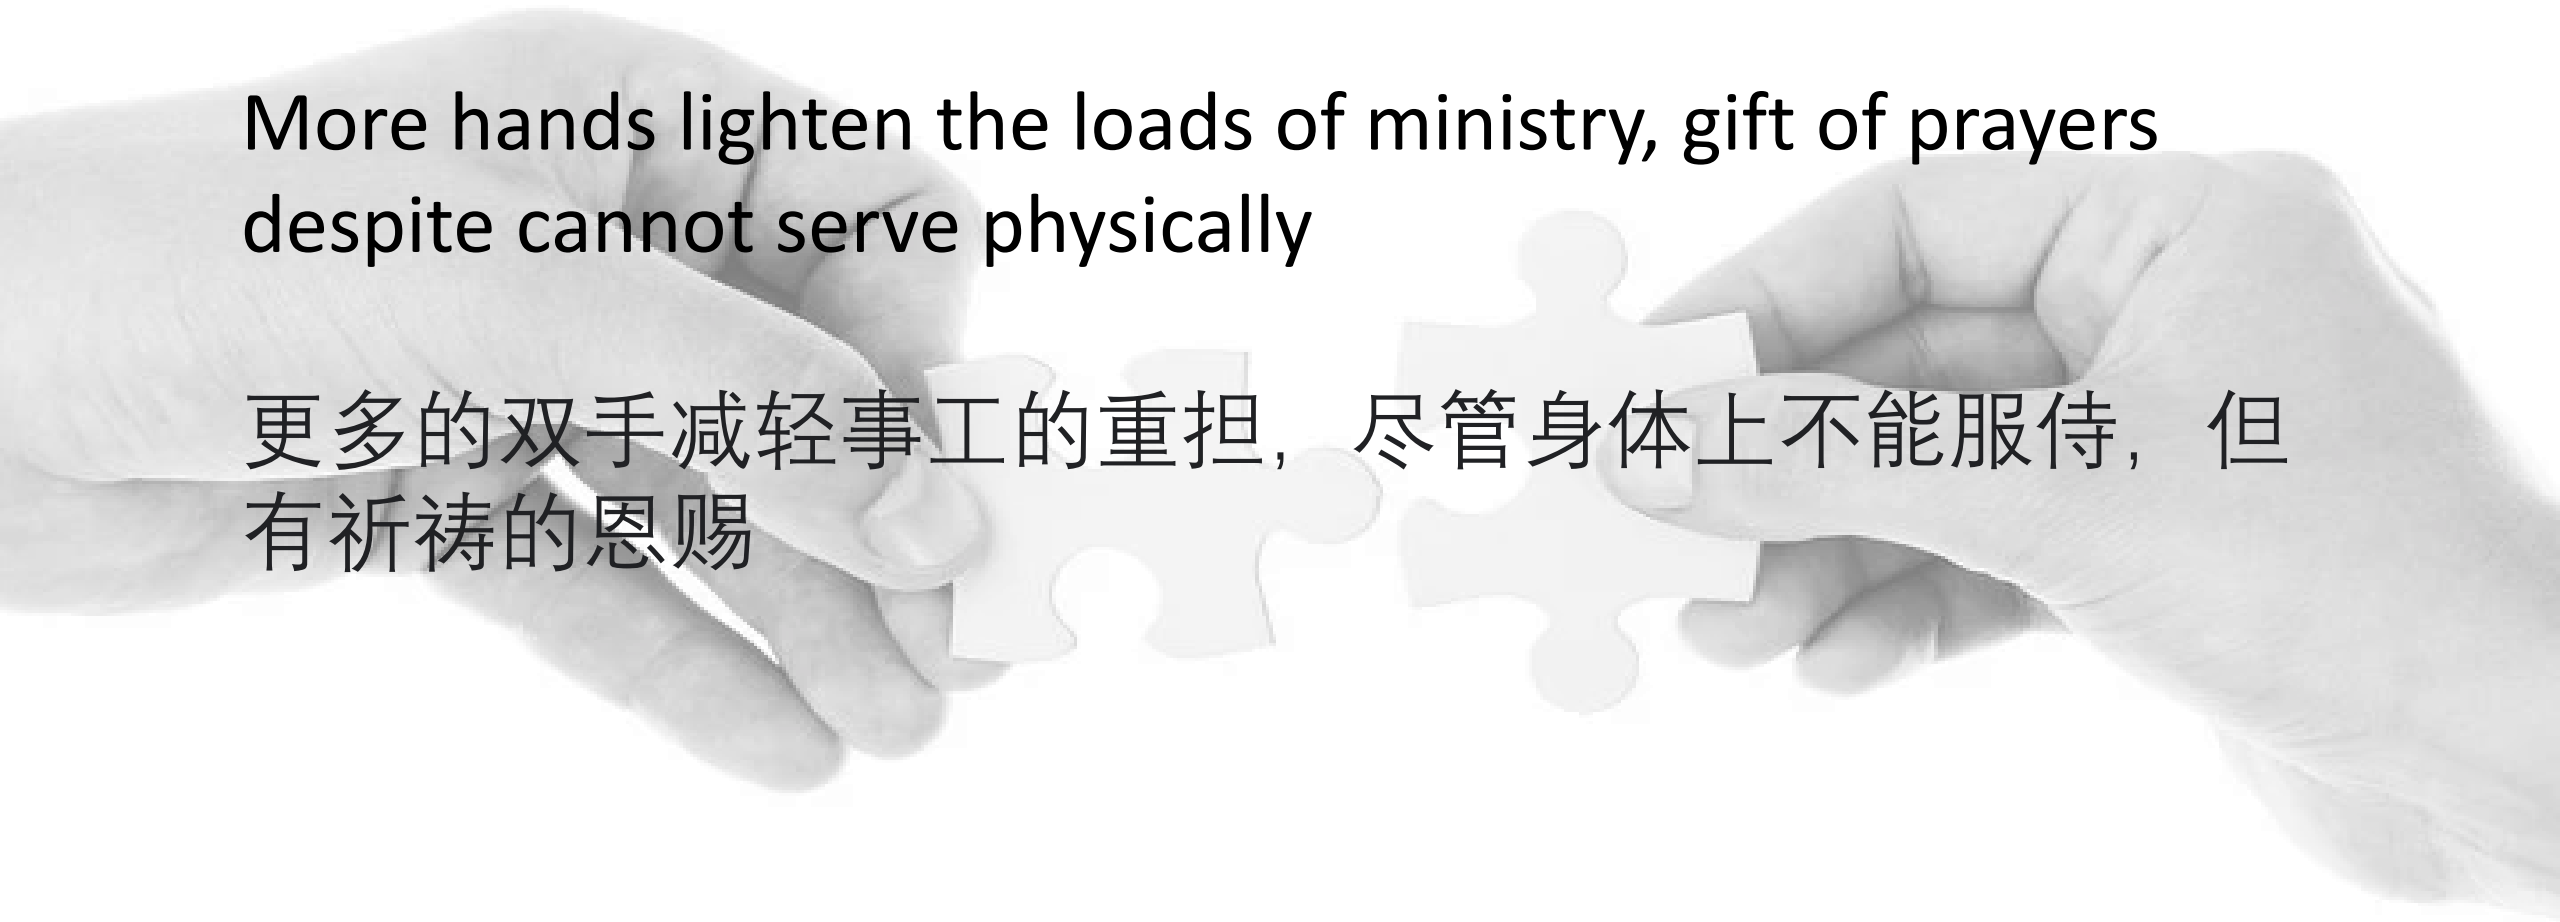 More hands lighten the loads of ministry, gift of prayers
despite cannot serve physically
更多的双手减轻事工的重担，尽管身体上不能服侍，但
有祈祷的恩赐